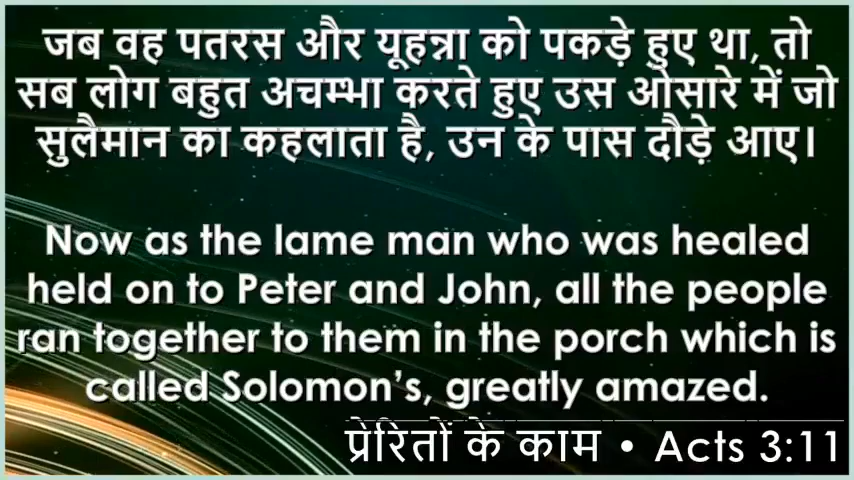 जब वह पतरस और यूहन्ना को पकड़े हुए था, तो
सब लोग बहुत अचम्भा करते हुए उस ओसारे में जो
सुलैमान का कहलाता है, उन के पास दौड़े आए।
Now as the lame man who was healed
held on to Peter and John, all the people
ran together to them in the porch which is
called Solomon's, greatly amazed.
प्रेरितों के काम • Acts 3:11